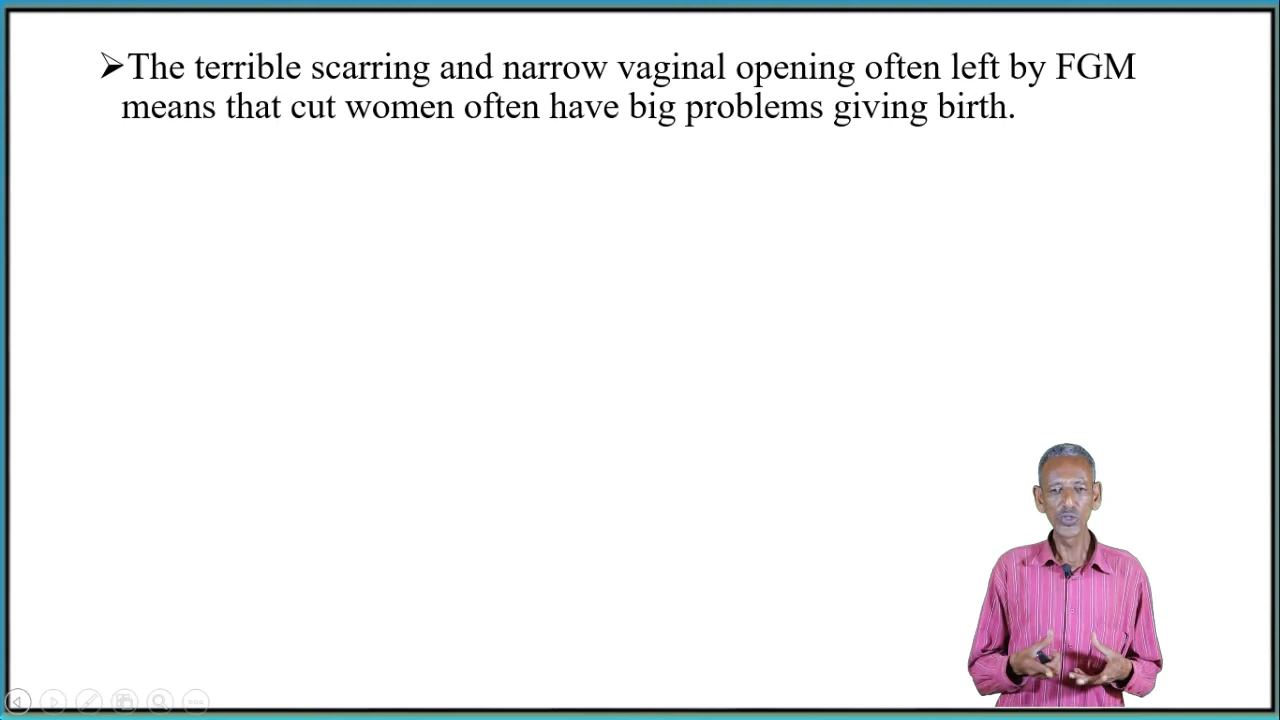 ➢The terrible scarring and narrow vaginal opening often left by FGM
means that cut women often have big problems giving birth.